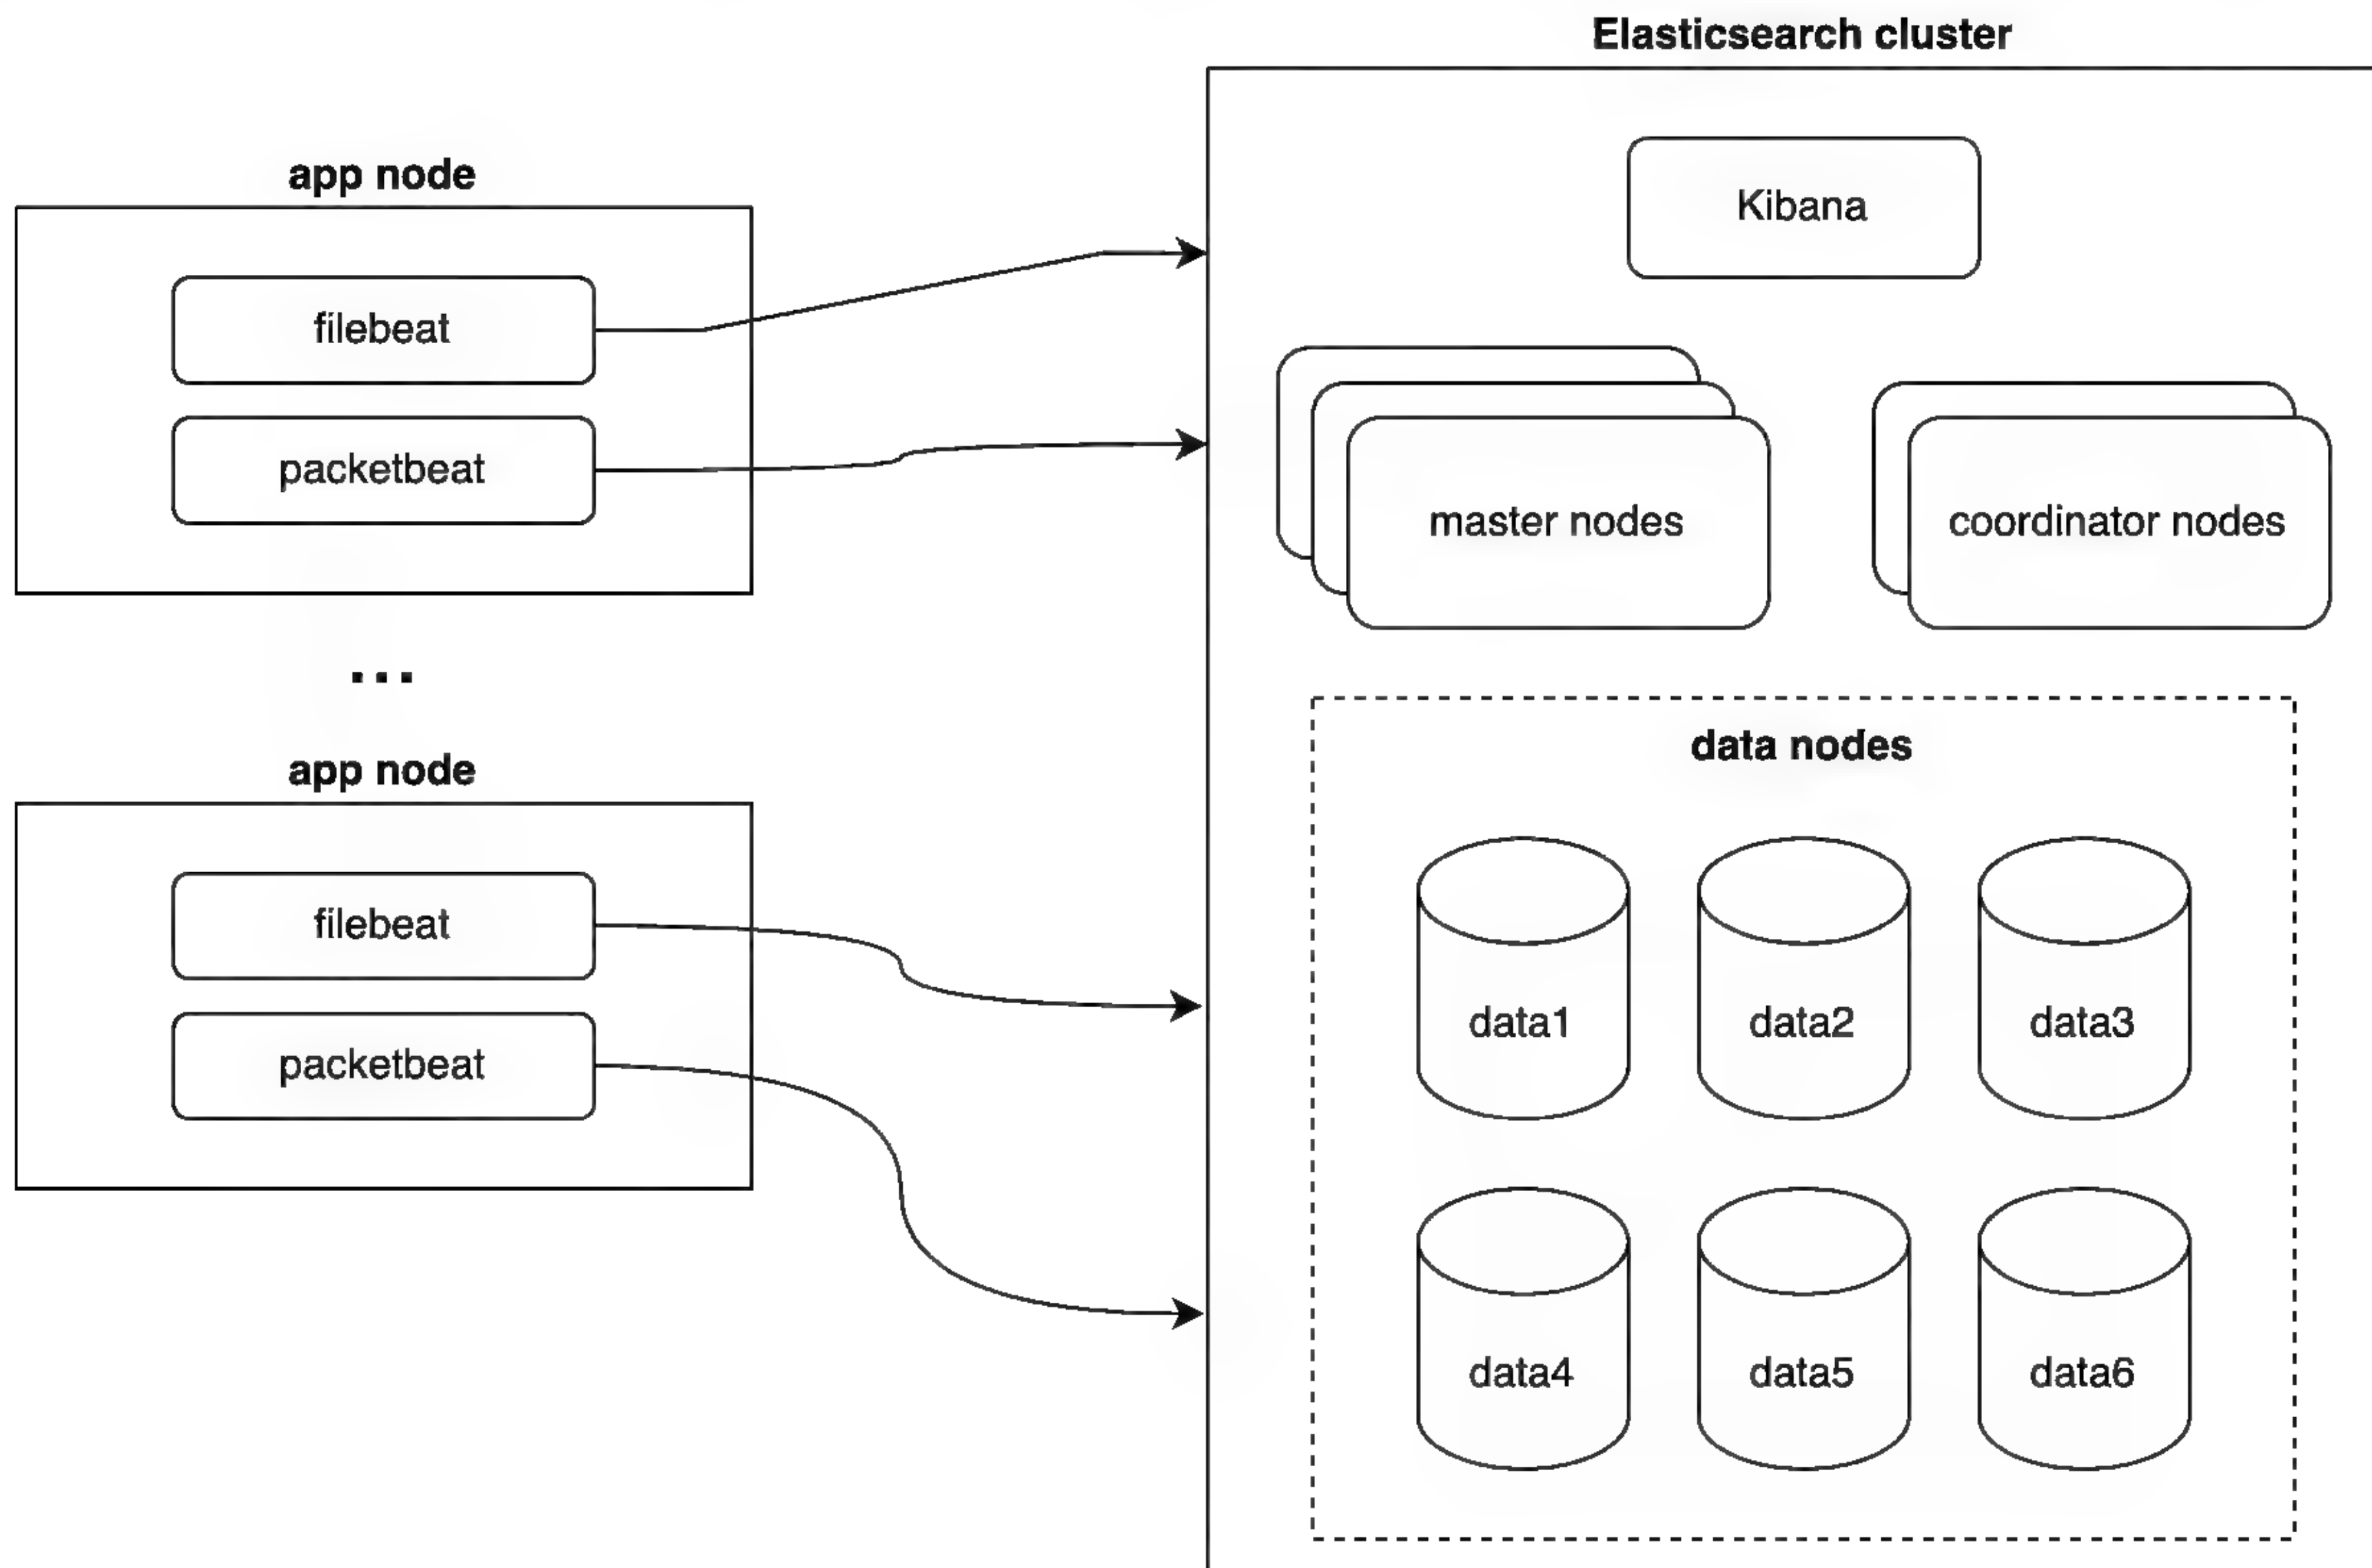 Elasticsearch cluster
app node
filebeat
packetbeat
...
app node
filebeat
packetbeat
Kibana
master nodes
coordinator nodes
data nodes
data1
data2
data3
data4
data5
data6